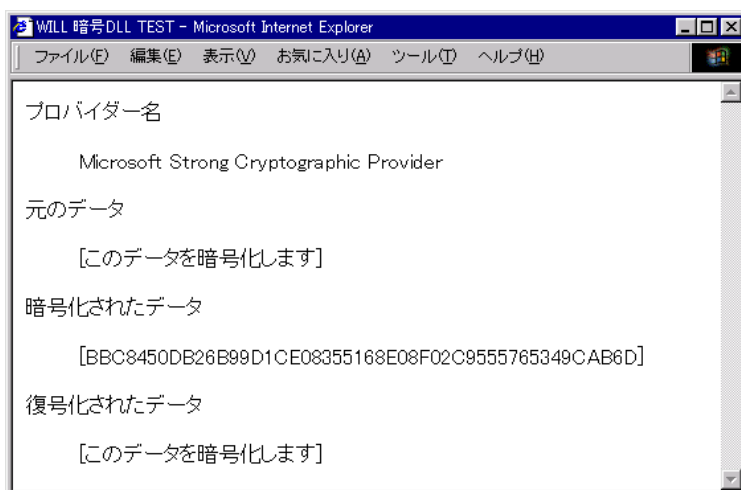 WILL 暗号DLL TEST - Microsoft Internet Explorer
ファイル(F) 編集(E) 表示(V) お気に入り(A) ツール(T) ヘルプ(H)
プロバイダー名
Microsoft Strong Cryptographic Provider
元のデータ
[このデータを暗号化します]
暗号化されたデータ
[BBC8450DB26B99D1CE08355168E08F02C9555765349CAB6D]
復号化されたデータ
[このデータを暗号化します]